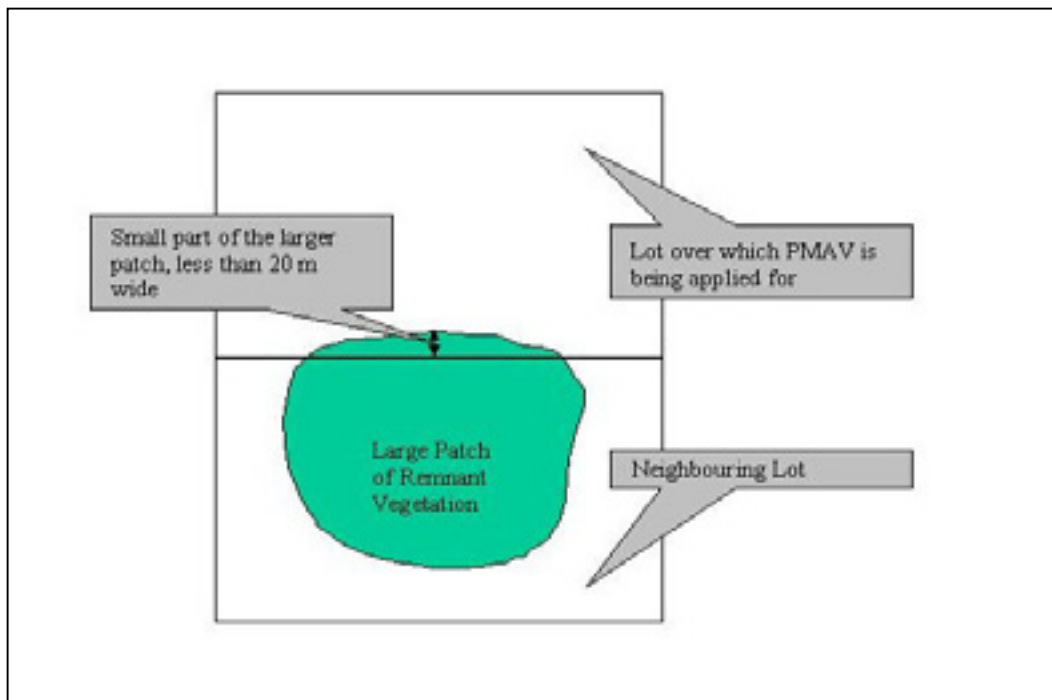 Small part of the larger
patch, less than 20 m
wide
Lot over which PMAV is
being applied for
Large Patch
of Remnant
Vegetation
Neighbouring Lot